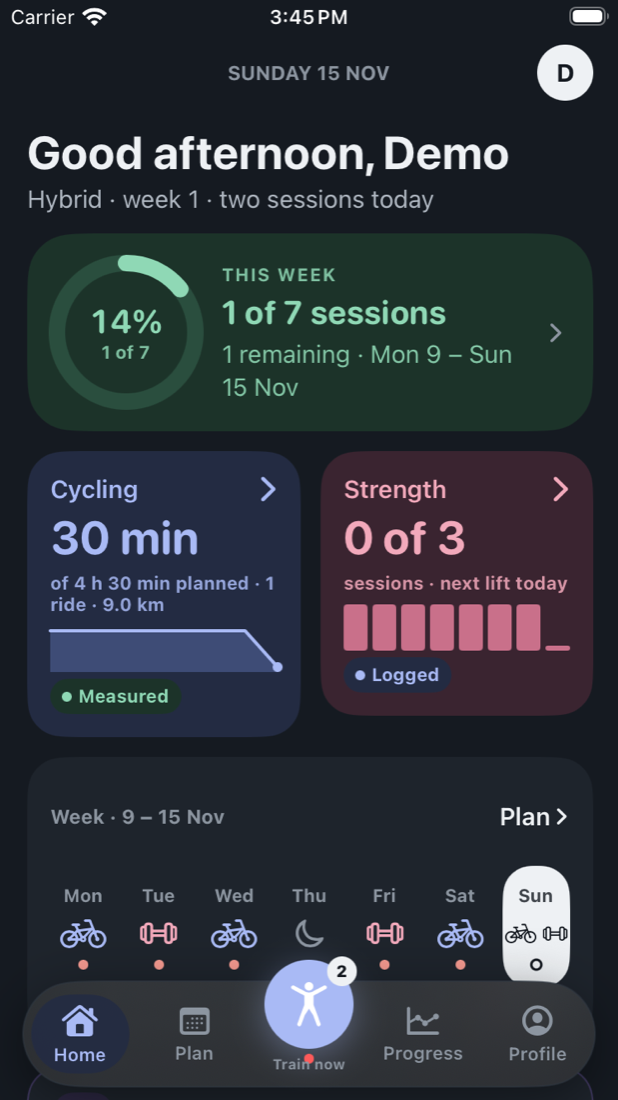 Carrier
3:45 PM
SUNDAY 15 NOV
D
Good afternoon, Demo
Hybrid · week 1 · two sessions today
14%
1 of 7
THIS WEEK
1 of 7 sessions
1 remaining · Mon 9 – Sun
15 Nov
Cycling
30 min
of 4 h 30 min planned · 1
ride · 9.0 km
Measured
Strength
0 of 3
sessions · next lift today
Logged
Week · 9 – 15 Nov
Plan
Mon Tue Wed Thu Fri Sat Sun
2
Home
Plan
Train now
Progress
Profile